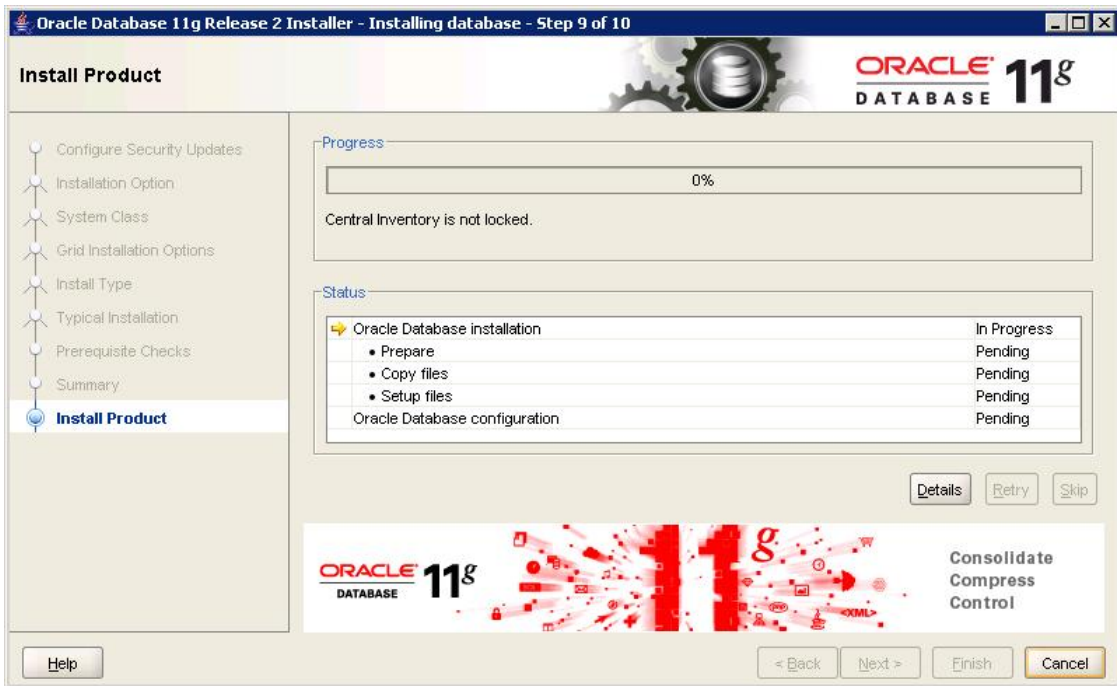 Oracle Database 11g Release 2 Installer - Installing database - Step 9 of 10
Install Product
ORACLE DATABASE 11g
Configure Security Updates
Installation Option
System Class
Grid Installation Options
Install Type
Typical Installation
Prerequisite Checks
Summary
Install Product
Progress
0%
Central Inventory is not locked.
Status
Oracle Database installation In Progress
• Prepare Pending
• Copy files Pending
• Setup files Pending
Oracle Database configuration Pending
Details Retry Skip
ORACLE DATABASE 11g
11g
<XML>
Consolidate
Compress
Control
Help < Back Next > Finish Cancel